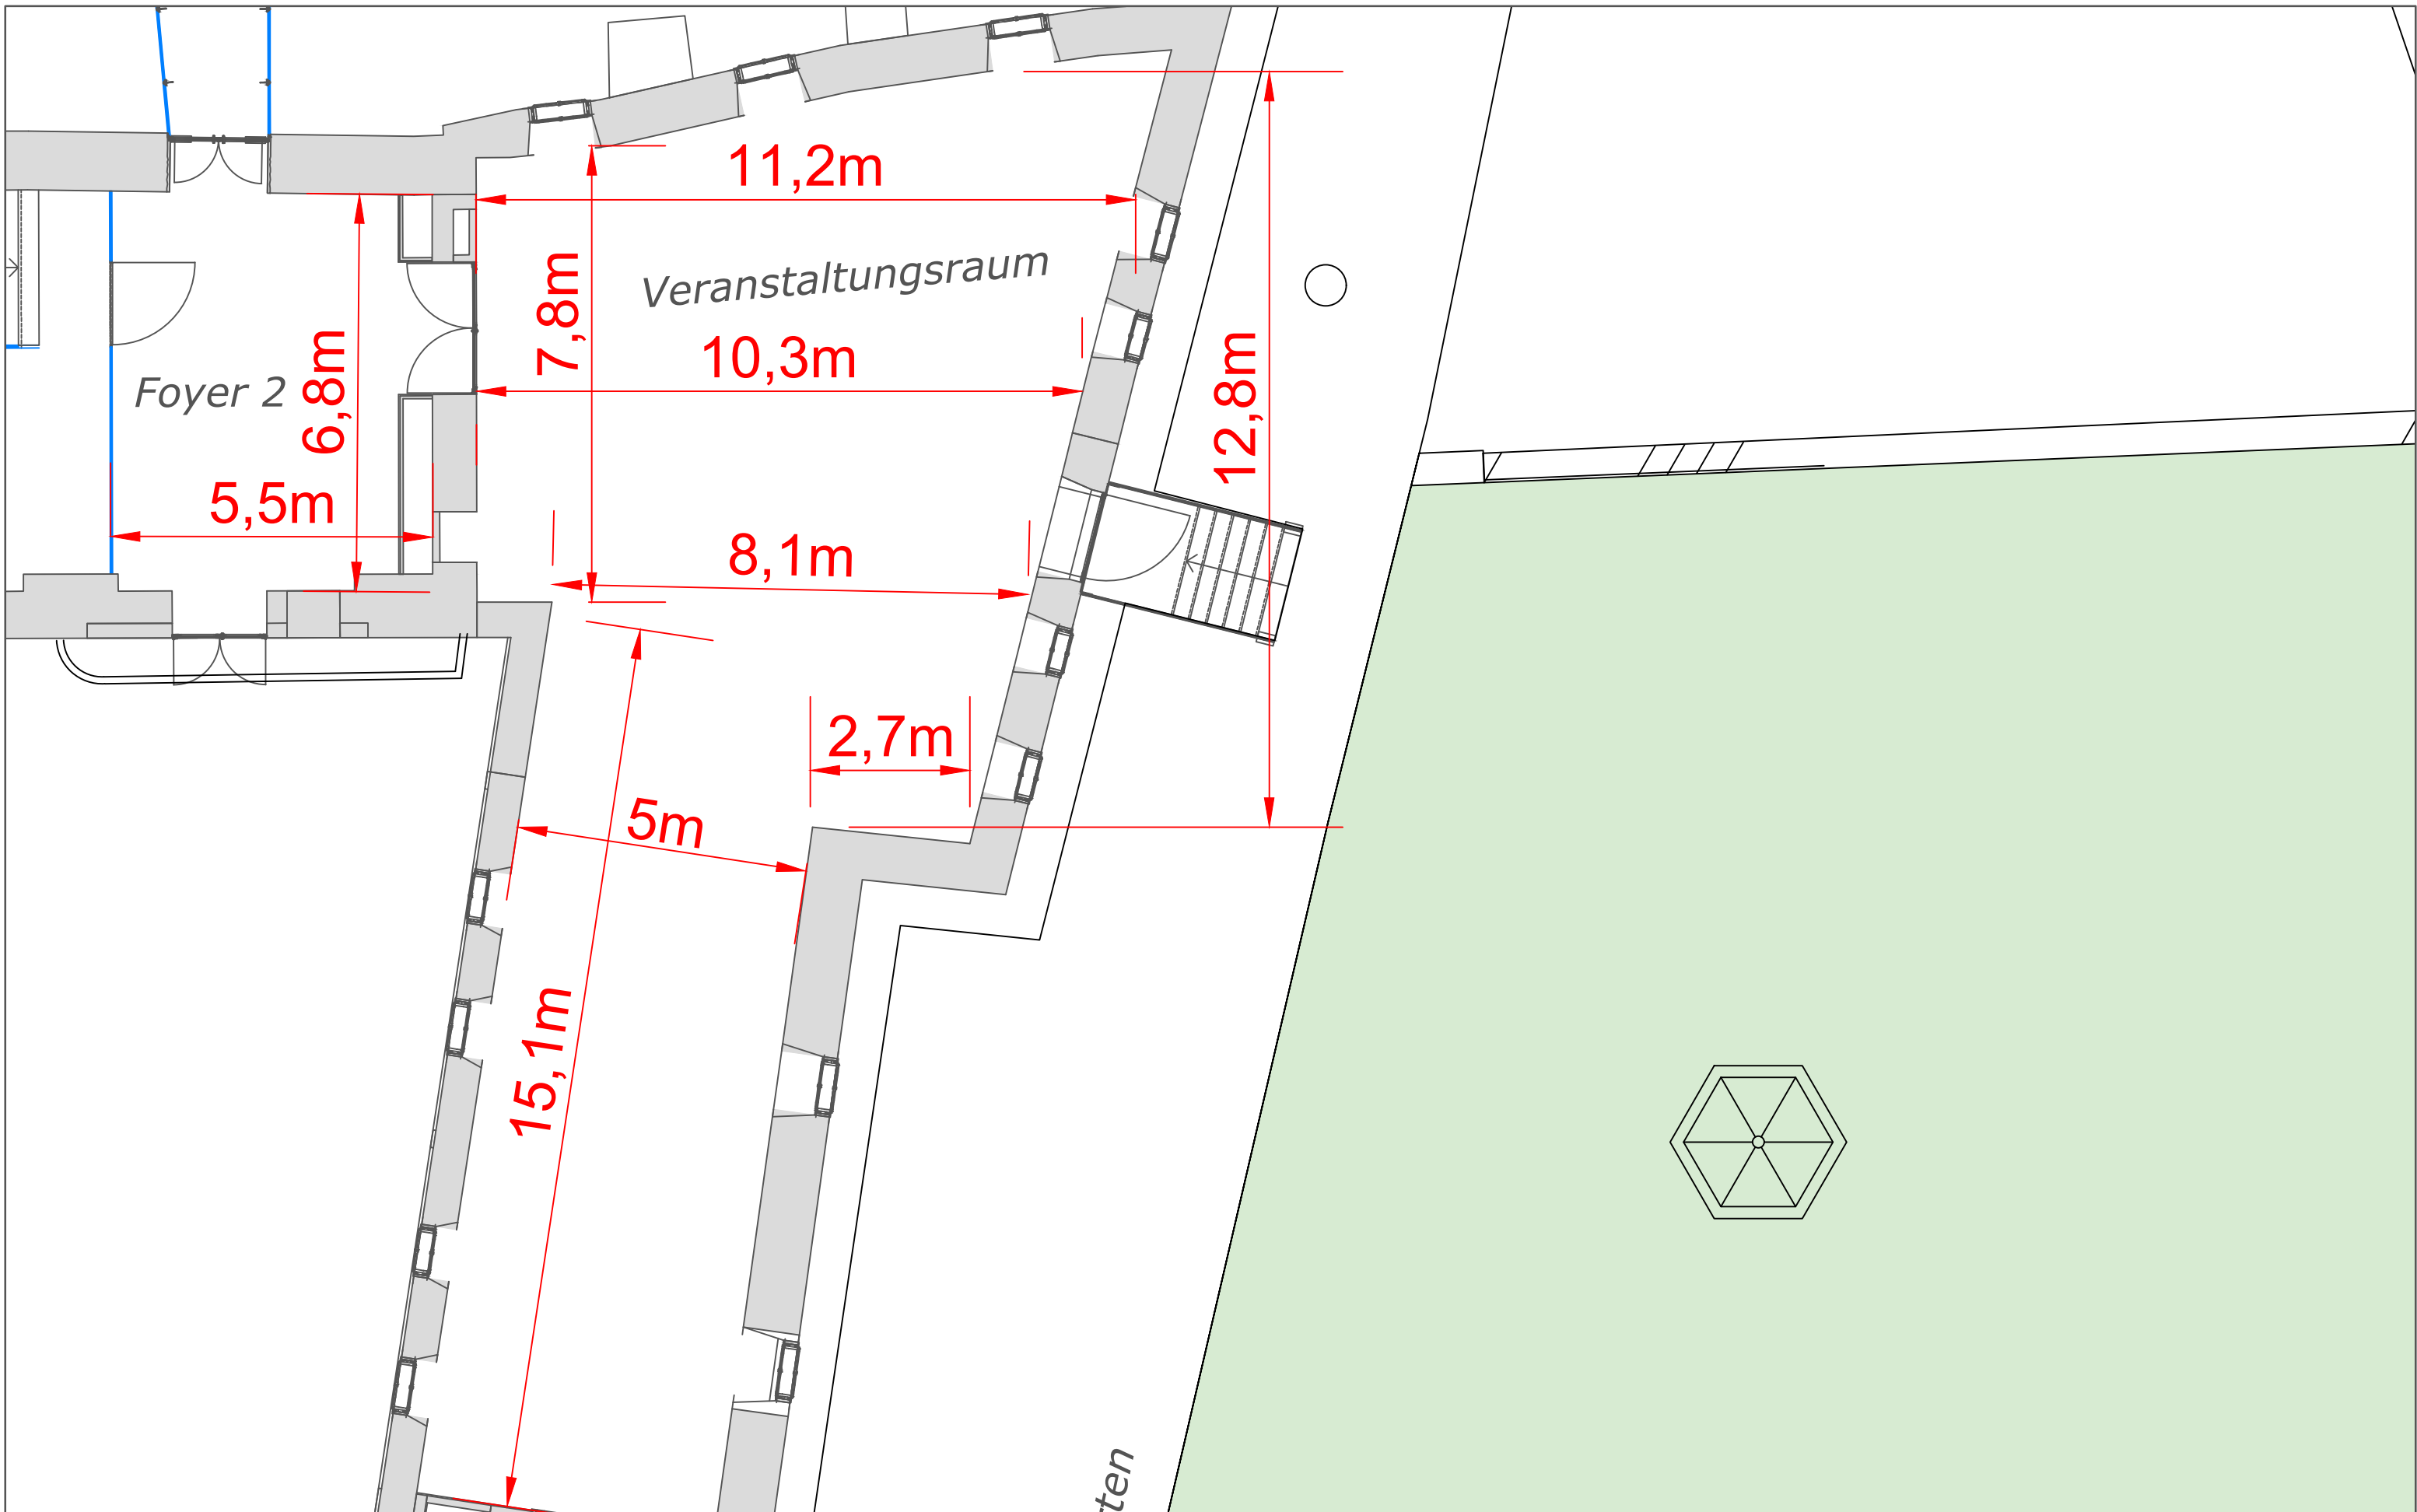 11,2m
Veranstaltungsraum
7,8m
10,3m
12,8m
Foyer 2
6,8m
5,5m
8,1m
2,7m
5m
15,1m